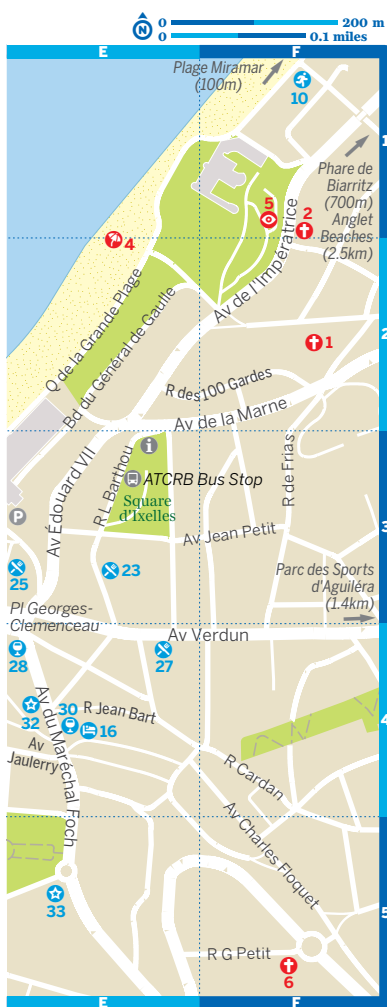 0 200 m
N
0 0.1 miles
E F
Plage Miramar
(100m)
10
1
Phare de
Biarritz
(700m)
Anglet
Beaches
(2.5km)
5
2
4
Av de l'Impératrice
Q de la Grande Plage
Bd du Général de Gaulle
1
2
R des 100 Gardes
Av de la Marne
Av Édouard VII
R L Barthou
i
ATCRB Bus Stop
Square
d'Ixelles
R de Frias
P
Av Jean Petit
3
25
23
Parc des Sports
d'Aguiléra
(1.4km)
Pl Georges-
Clemenceau
Av Verdun
28
27
32
30
R Jean Bart
16
4
Av
Jaulerry
Av du Maréchal Foch
R Cardan
Av Charles Floquet
33
5
R G Petit
6
E F